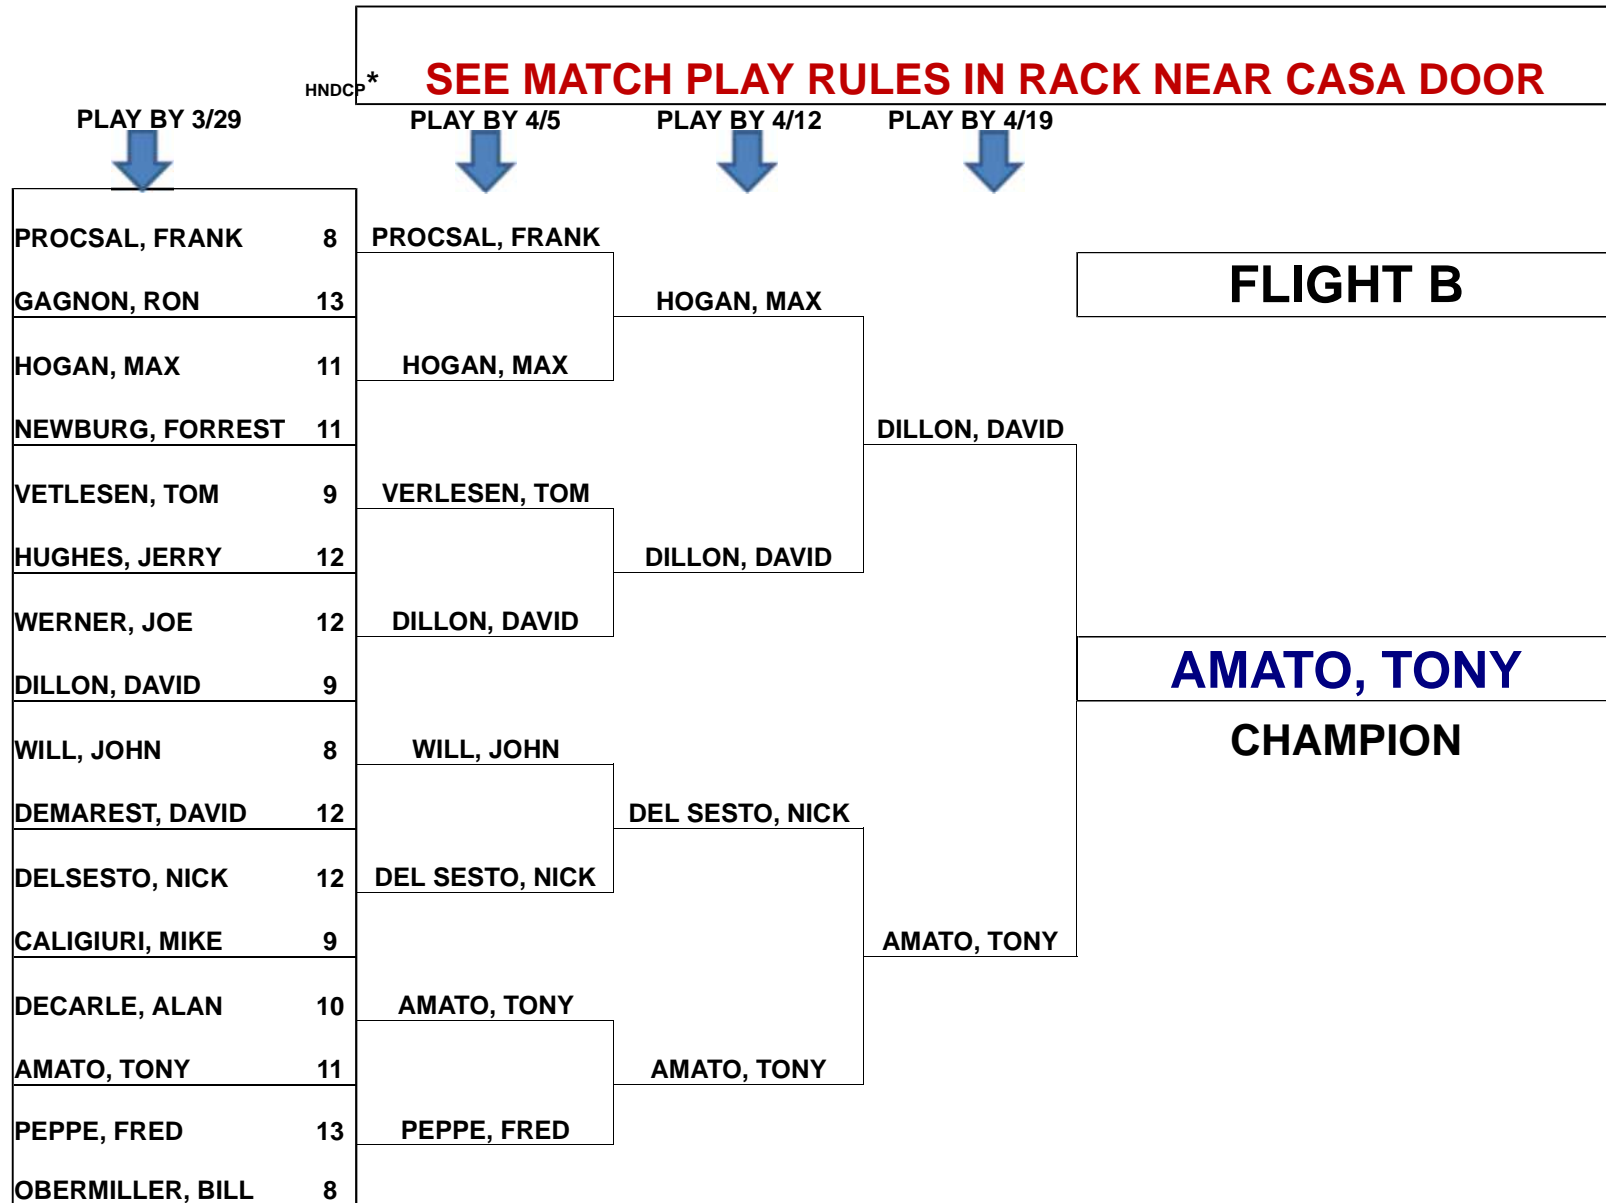 SEE MATCH PLAY RULES IN RACK NEAR CASA DOOR
HNDCP*
PLAY BY 3/29 PLAY BY 4/5 PLAY BY 4/12 PLAY BY 4/19
PROCSAL, FRANK 8 PROCSAL, FRANK
FLIGHT B
GAGNON, RON 13 HOGAN, MAX
HOGAN, MAX 11 HOGAN, MAX
NEWBURG, FORREST 11 DILLON, DAVID
VETLESEN, TOM 9 VERLESEN, TOM
HUGHES, JERRY 12 DILLON, DAVID
WERNER, JOE 12 DILLON, DAVID
AMATO, TONY
DILLON, DAVID 9
CHAMPION
WILL, JOHN 8 WILL, JOHN
DEMAREST, DAVID 12 DEL SESTO, NICK
DELSESTO, NICK 12 DEL SESTO, NICK
CALIGIURI, MIKE 9 AMATO, TONY
DECARLE, ALAN 10 AMATO, TONY
AMATO, TONY 11 AMATO, TONY
PEPPE, FRED 13 PEPPE, FRED
OBERMILLER, BILL 8